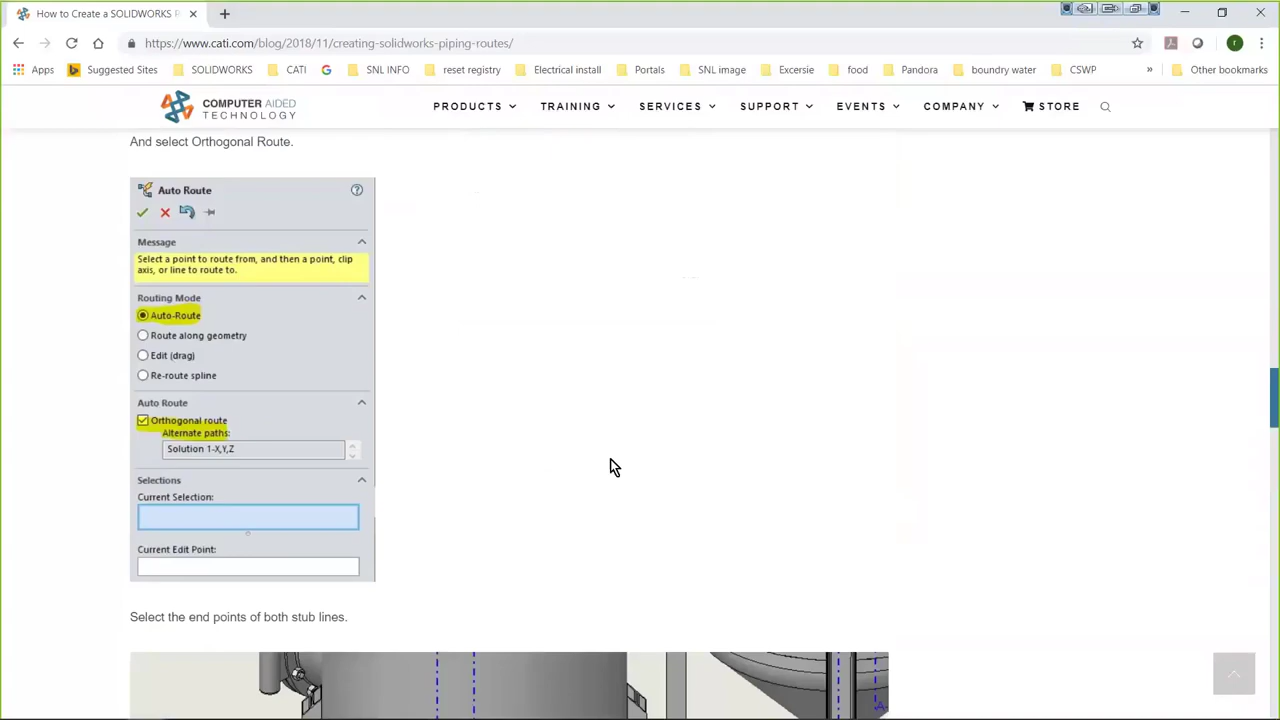 How to Create a SOLIDWORKS P
https://www.cati.com/blog/2018/11/creating-solidworks-piping-routes/
r
Apps Suggested Sites SOLIDWORKS CATI SNL INFO reset registry Electrical install Portals SNL image Excersie food Pandora boundry water CSWP » Other bookmarks
COMPUTER AIDED
TECHNOLOGY
PRODUCTS TRAINING SERVICES SUPPORT EVENTS COMPANY STORE
And select Orthogonal Route.
Auto Route
Message
Select a point to route from, and then a point, clip
axis, or line to route to.
Routing Mode
Auto-Route
Route along geometry
Edit (drag)
Re-route spline
Auto Route
Orthogonal route
Alternate paths:
Solution 1-X,Y,Z
Selections
Current Selection:
Current Edit Point:
Select the end points of both stub lines.